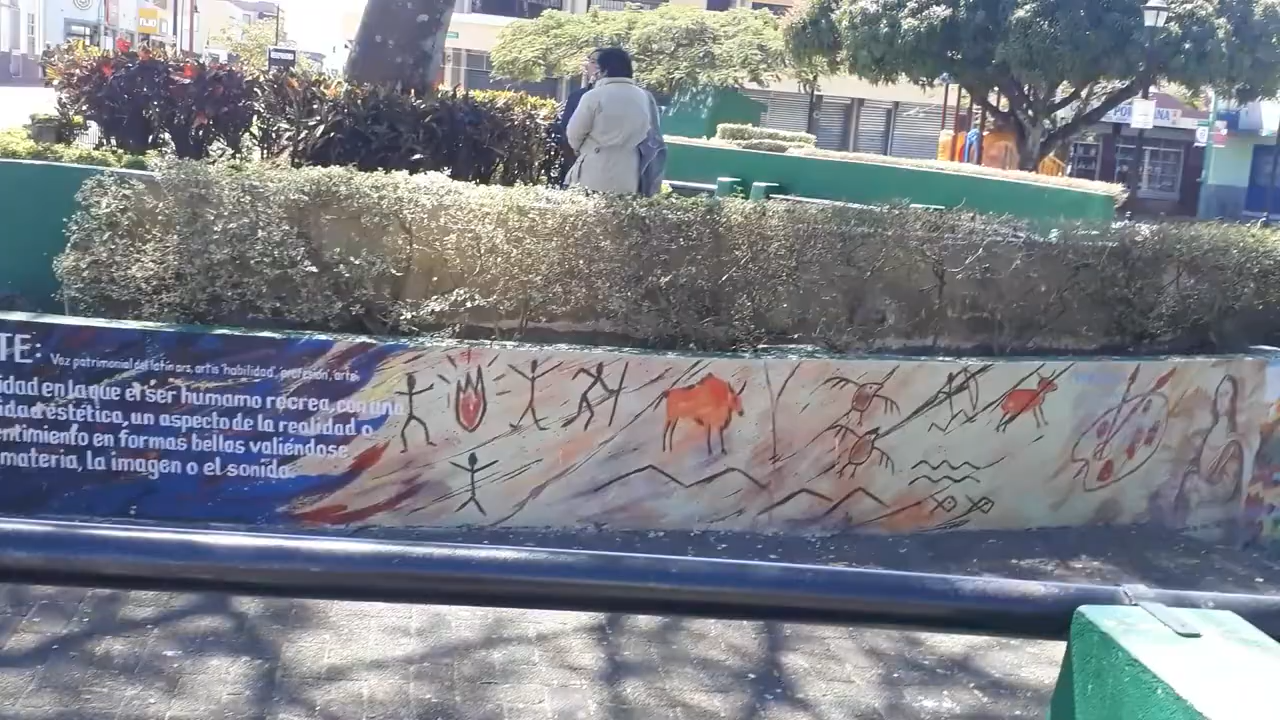 TE: Voz patrimonial del latín ars, artis 'habilidad, profesión, arte'
idad en la que el ser humamo recrea, con una
idad estética, un aspecto de la realidad o
entimiento en formas bellas valiéndose
materia, la imagen o el sonido.